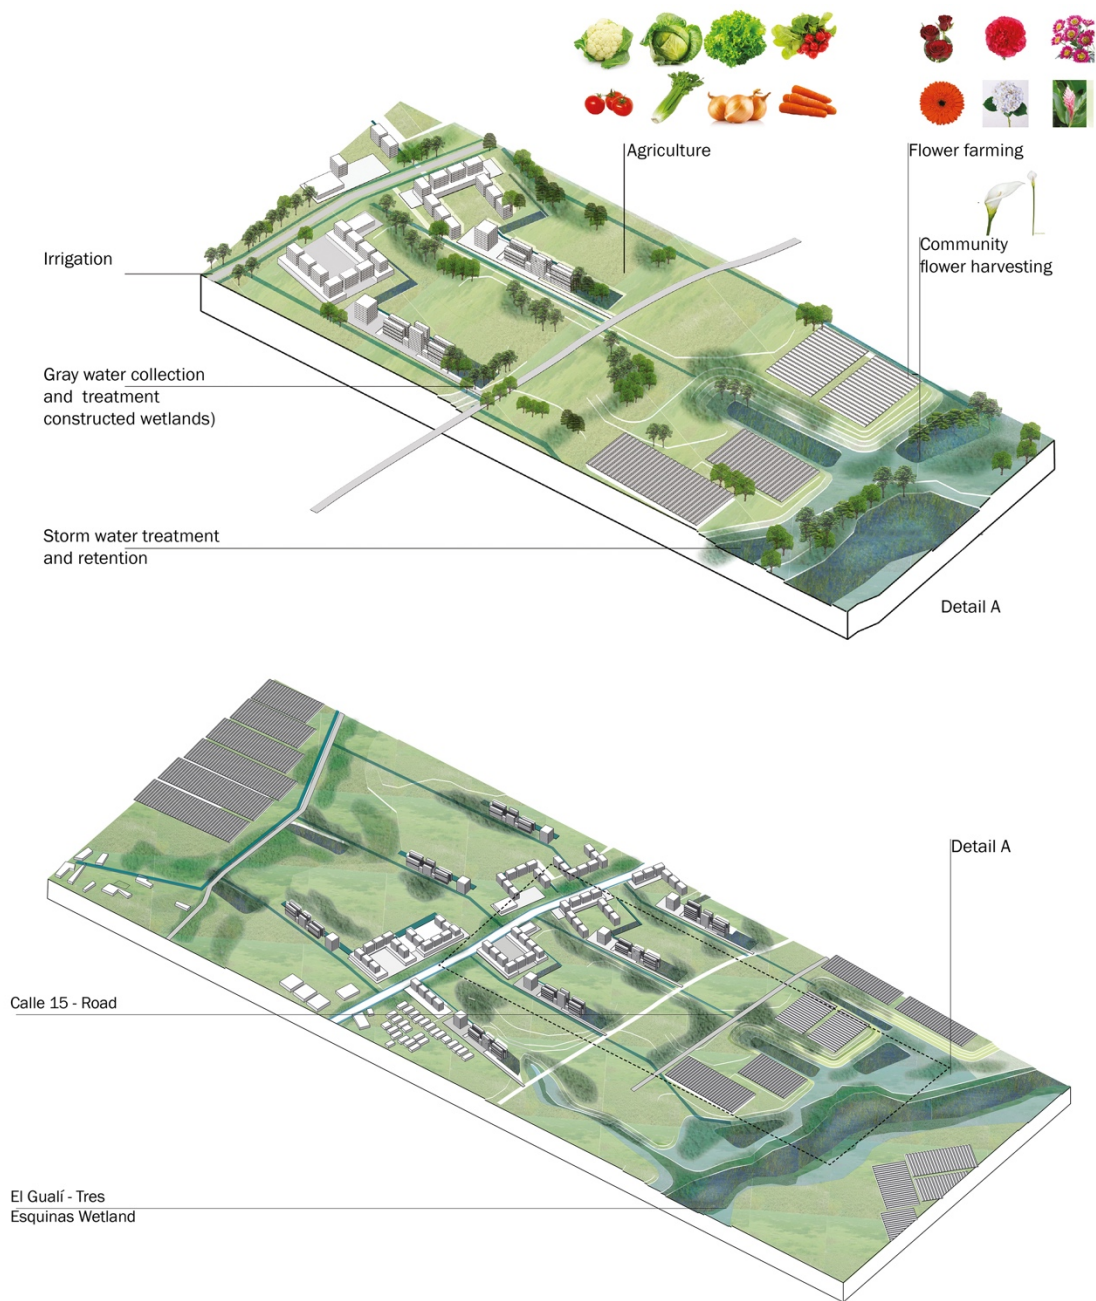 Agriculture
Flower farming
Community
flower harvesting
Irrigation
Gray water collection
and treatment
constructed wetlands)
Storm water treatment
and retention
Detail A
Detail A
Calle 15 - Road
El Gualí - Tres
Esquinas Wetland